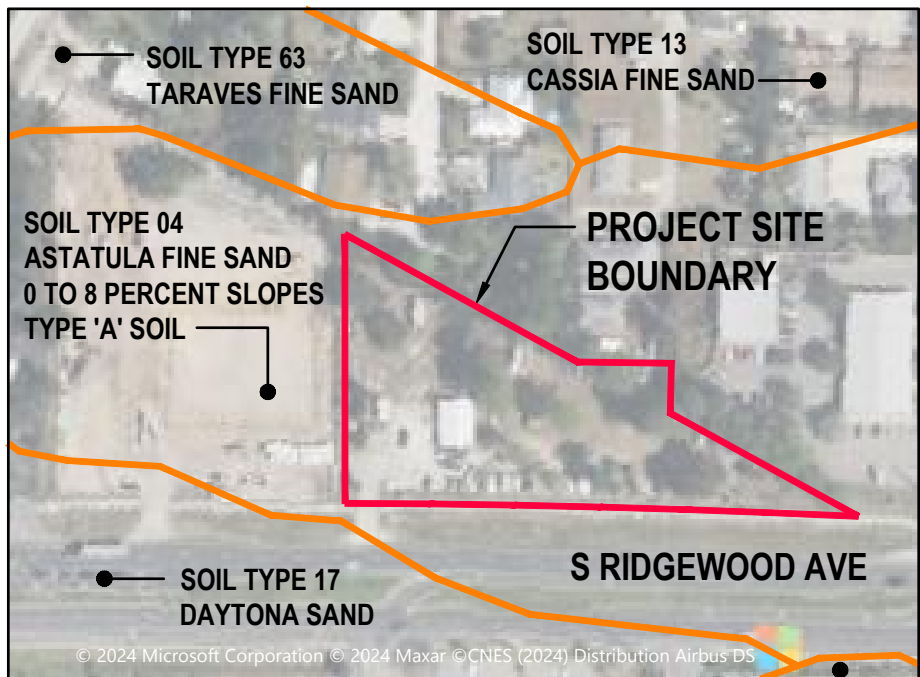 SOIL TYPE 63
TARAVES FINE SAND
SOIL TYPE 13
CASSIA FINE SAND
SOIL TYPE 04
ASTATULA FINE SAND
0 TO 8 PERCENT SLOPES
TYPE 'A' SOIL
PROJECT SITE
BOUNDARY
S RIDGEWOOD AVE
SOIL TYPE 17
DAYTONA SAND
© 2024 Microsoft Corporation © 2024 Maxar ©CNES (2024) Distribution Airbus DS